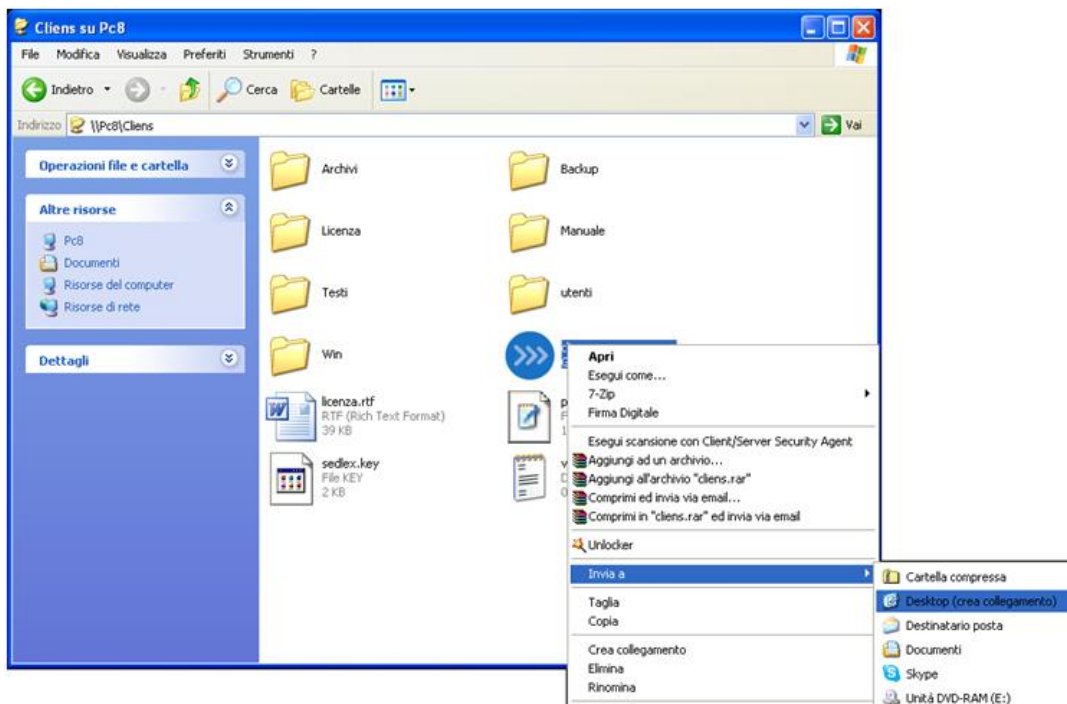 Cliens su Pc8
File Modifica Visualizza Preferiti Strumenti ?
Indietro Cerca Cartelle
Indirizzo \\Pc8\Cliens Vai
Operazioni file e cartella
Altre risorse
Pc8
Documenti
Risorse del computer
Risorse di rete
Dettagli
Archivi
Backup
Licenza
Manuale
Testi
utenti
Win
licenza.rtf
RTF (Rich Text Format)
39 KB
sedlex.key
File KEY
2 KB
Apri
Esegui come...
7-Zip
Firma Digitale
Esegui scansione con Client/Server Security Agent
Aggiungi ad un archivio...
Aggiungi all'archivio "cliens.rar"
Comprimi ed invia via email...
Comprimi in "cliens.rar" ed invia via email
Unlocker
Invia a
Taglia
Copia
Crea collegamento
Elimina
Rinomina
Cartella compressa
Desktop (crea collegamento)
Destinatario posta
Documenti
Skype
Unità DVD-RAM (E:)